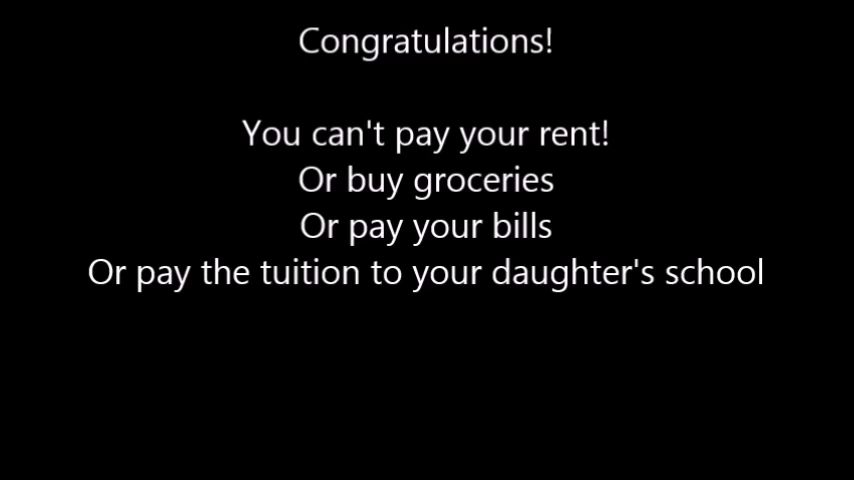 Congratulations!
You can't pay your rent!
Or buy groceries
Or pay your bills
Or pay the tuition to your daughter's school